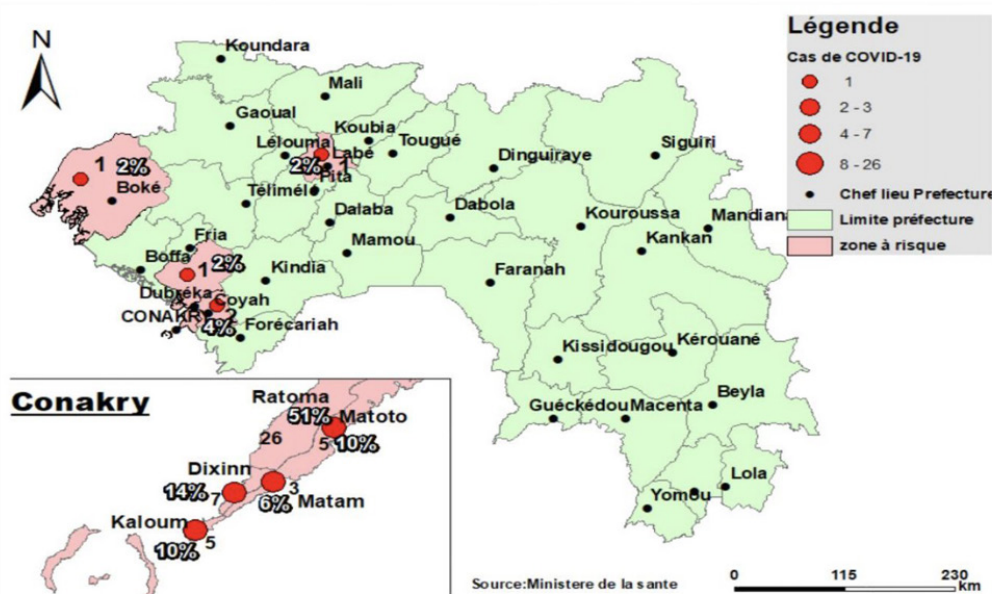 Légende
Cas de COVID-19
1
2 - 3
4 - 7
8 - 26
Chef lieu Prefecture
Limite préfecture
zone à risque
N
Koundara
Mali
Gaoual
Koubia
Lélouma
Tougué
Labé
2%
1
Pita
Siguiri
Dinguiraye
1 2%
Boké
Télimél
Dalaba
Dabola
Kouroussa
Mandiana
Kankan
Fria
Mamou
1 2%
Boffa
Kindia
Faranah
Dubréka
Coyah
2
CONAKRY
4%
Forécariah
Kissidougou
Kérouané
Beyla
Guéckédou
Macenta
Lola
Yomou
Conakry
Ratoma
51%
Matoto
26
5
10%
Dixinn
14%
7
3
6%
Matam
Kaloum
5
10%
Source:Ministere de la sante
0 115 230
km